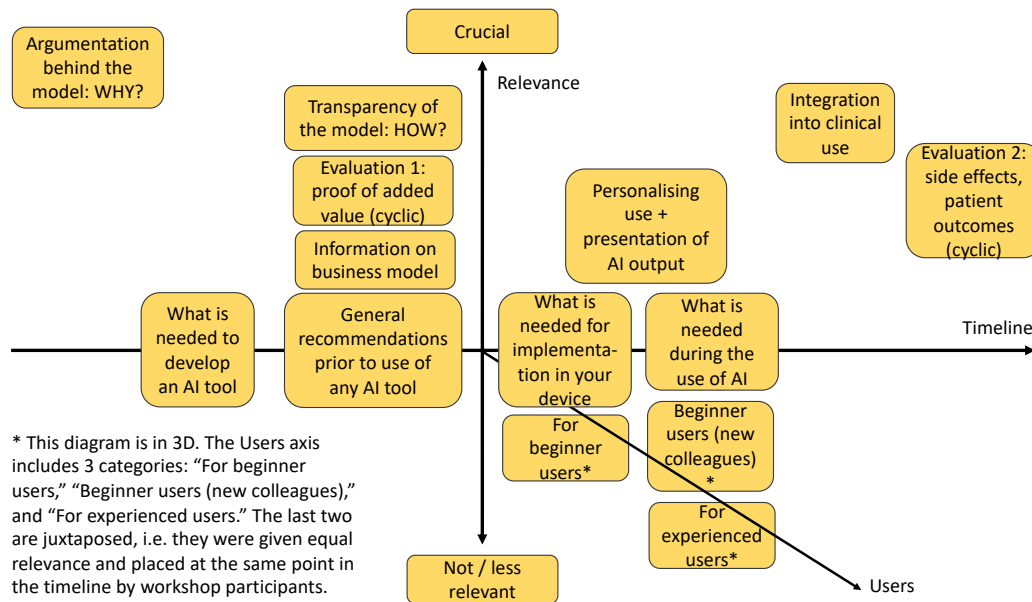 Crucial
Argumentation
behind the
model: WHY?
Relevance
Transparency of
the model: HOW?
Integration
into clinical
use
Evaluation 1:
proof of added
value (cyclic)
Evaluation 2:
side effects,
patient
outcomes
(cyclic)
Personalising
use +
presentation of
AI output
Information on
business model
What is
needed to
develop
an AI tool
General
recommendations
prior to use of
any AI tool
What is
needed for
implementa-
tion in your
device
What is
needed
during the
use of AI
Timeline
For
beginner
users*
Beginner
users (new
colleagues)
*
For
experienced
users*
* This diagram is in 3D. The Users axis
includes 3 categories: “For beginner
users,” “Beginner users (new colleagues),”
and “For experienced users.” The last two
are juxtaposed, i.e. they were given equal
relevance and placed at the same point in
the timeline by workshop participants.
Not / less
relevant
Users